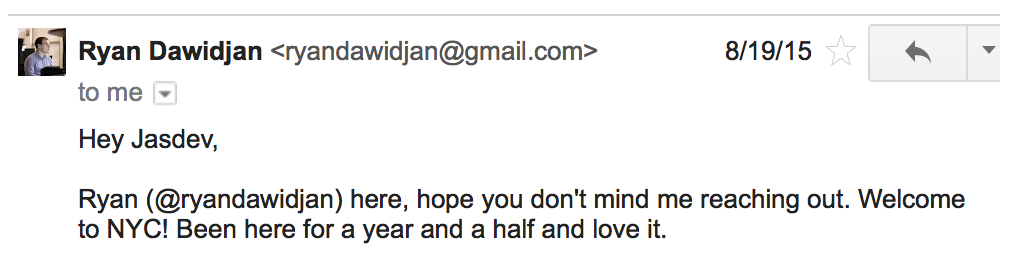 Ryan Dawidjan <ryandawidjan@gmail.com> 8/19/15
to me
Hey Jasdev,
Ryan (@ryandawidjan) here, hope you don't mind me reaching out. Welcome
to NYC! Been here for a year and a half and love it.